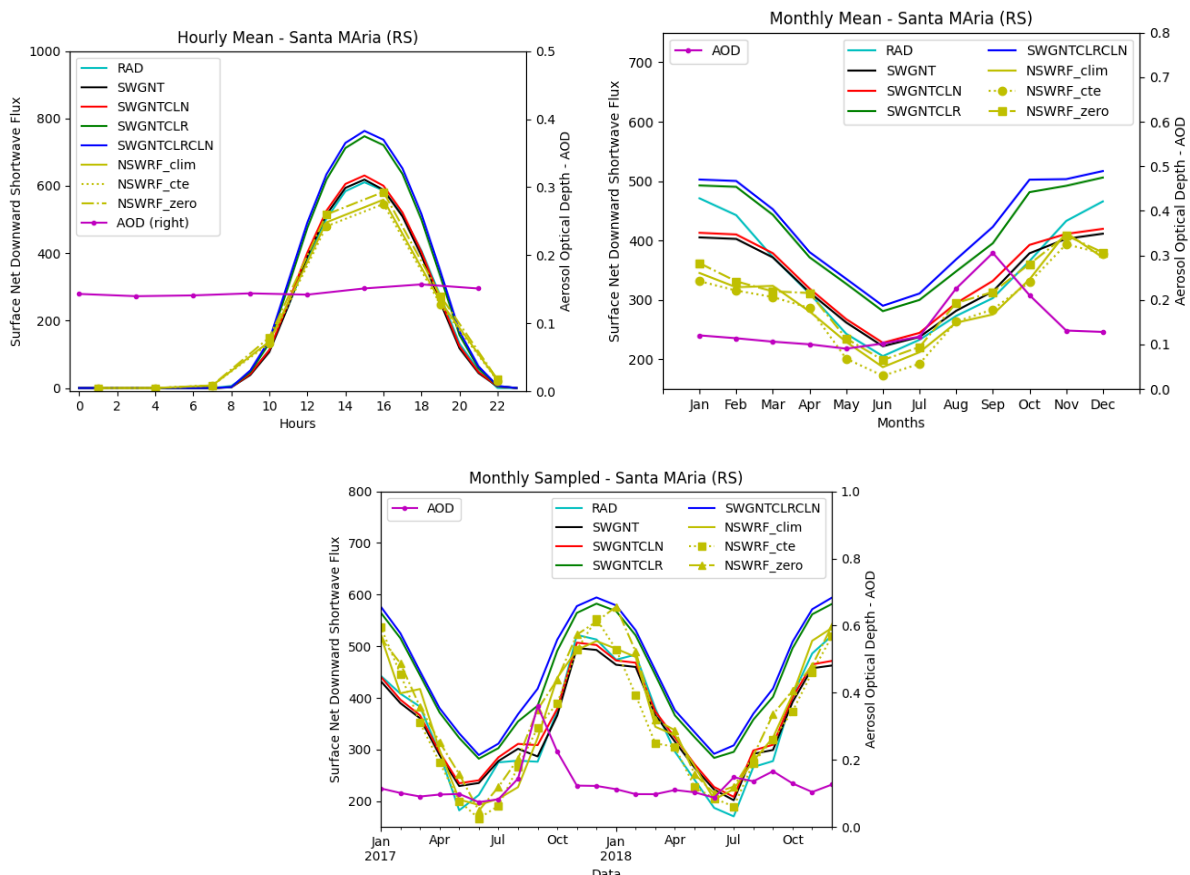 Hourly Mean - Santa MAria (RS)
Surface Net Downward Shortwave Flux
1000
800
600
400
200
0
RAD
SWGNT
SWGNTCLN
SWGNTCLR
SWGNTCLRCLN
NSWRF_clim
NSWRF_cte
NSWRF_zero
AOD (right)
0.5
0.4
0.3
0.2
0.1
0.0
Aerosol Optical Depth - AOD
0 2 4 6 8 10 12 14 16 18 20 22
Hours
Monthly Mean - Santa MAria (RS)
Surface Net Downward Shortwave Flux
700
600
500
400
300
200
AOD
RAD
SWGNT
SWGNTCLN
SWGNTCLR
SWGNTCLRCLN
NSWRF_clim
NSWRF_cte
NSWRF_zero
0.8
0.7
0.6
0.5
0.4
0.3
0.2
0.1
0.0
Aerosol Optical Depth - AOD
Jan Feb Mar Apr May Jun Jul Aug Sep Oct Nov Dec
Months
Monthly Sampled - Santa MAria (RS)
Surface Net Downward Shortwave Flux
800
700
600
500
400
300
200
AOD
RAD
SWGNT
SWGNTCLN
SWGNTCLR
SWGNTCLRCLN
NSWRF_clim
NSWRF_cte
NSWRF_zero
1.0
0.8
0.6
0.4
0.2
0.0
Aerosol Optical Depth - AOD
Jan Apr Jul Oct Jan Apr Jul Oct
2017 2018
Data